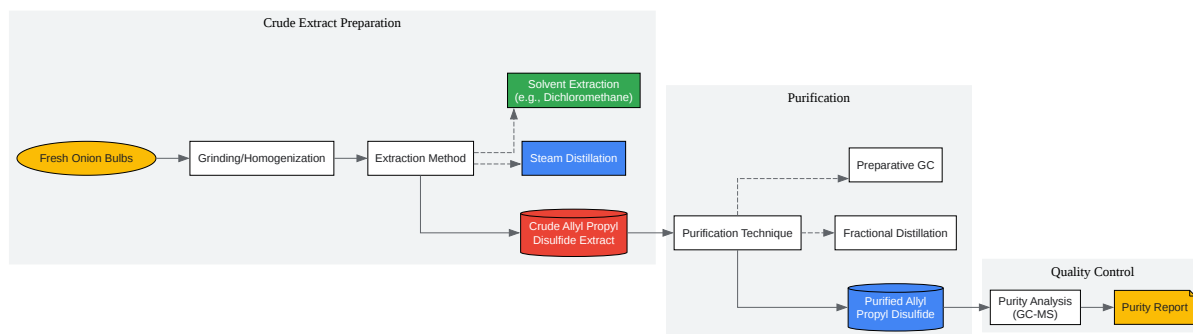 Crude Extract Preparation
Solvent Extraction
(e.g., Dichloromethane)
Fresh Onion Bulbs
Grinding/Homogenization
Extraction Method
Steam Distillation
Crude Allyl Propyl
Disulfide Extract
Purification
Preparative GC
Purification Technique
Fractional Distillation
Purified Allyl
Propyl Disulfide
Quality Control
Purity Analysis
(GC-MS)
Purity Report